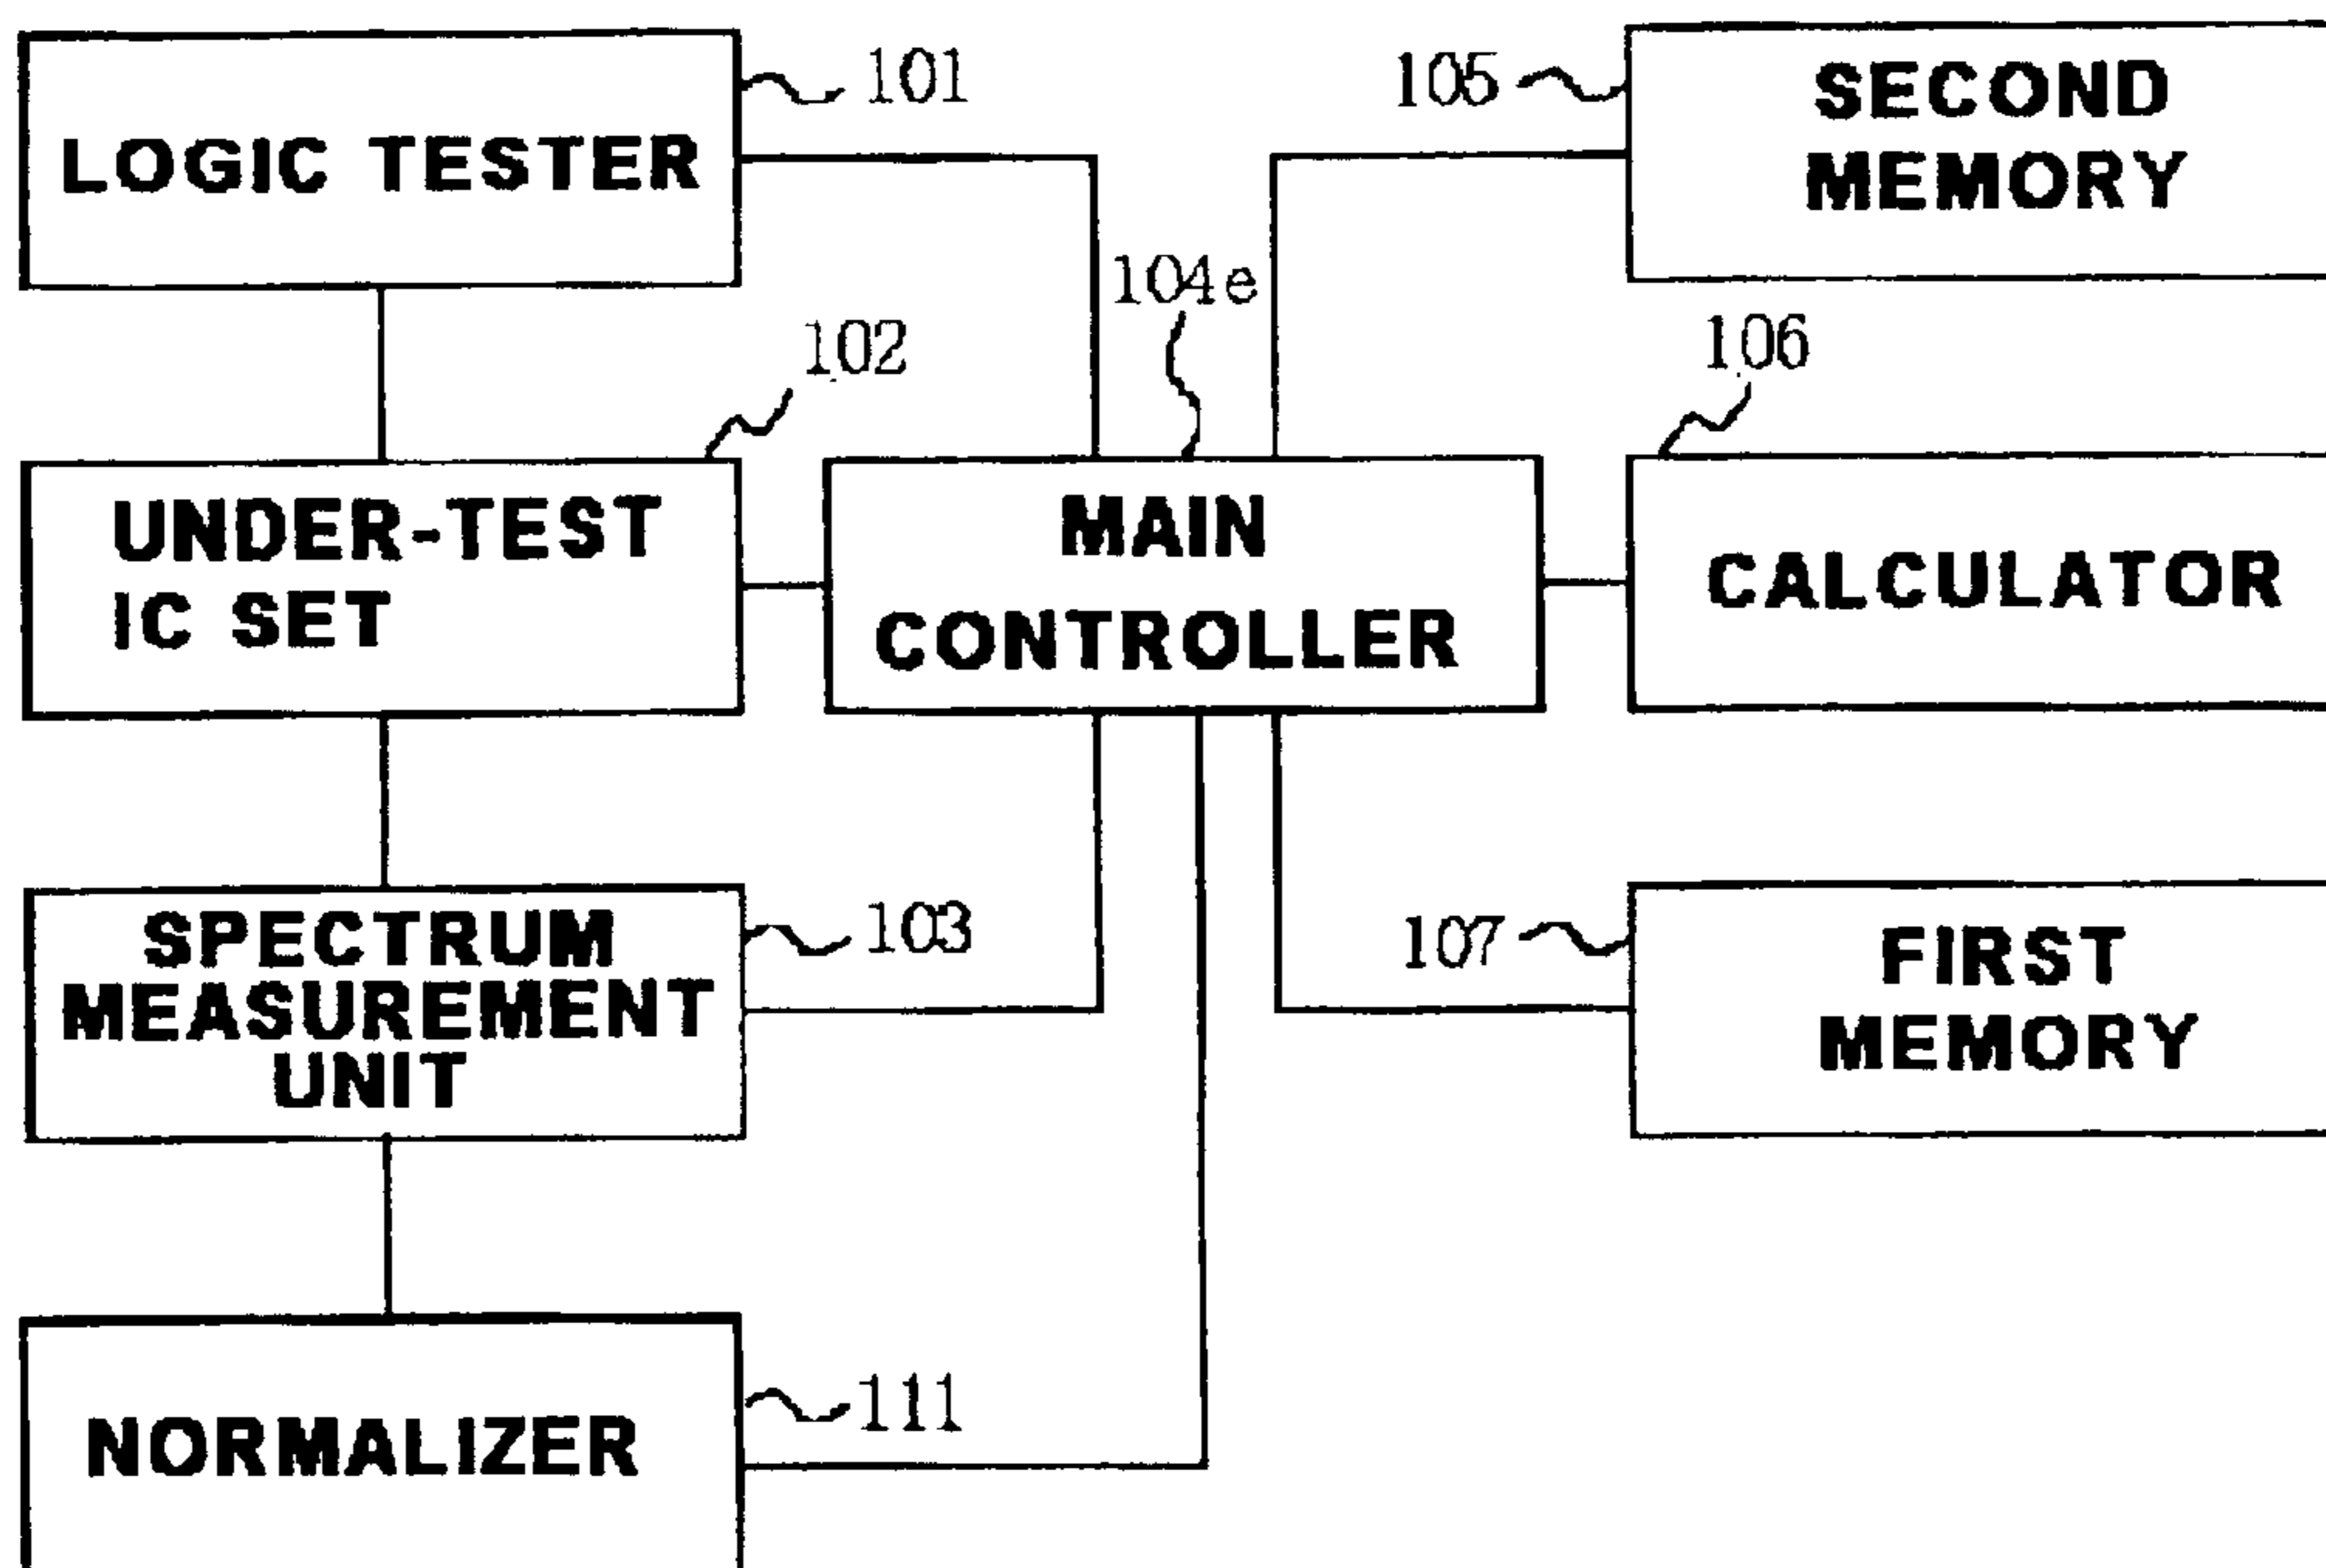 101
LOGIC TESTER
105
SECOND
MEMORY
104e
102
106
UNDER-TEST
IC SET
MAIN
CONTROLLER
CALCULATOR
103
SPECTRUM
MEASUREMENT
UNIT
107
FIRST
MEMORY
111
NORMALIZER